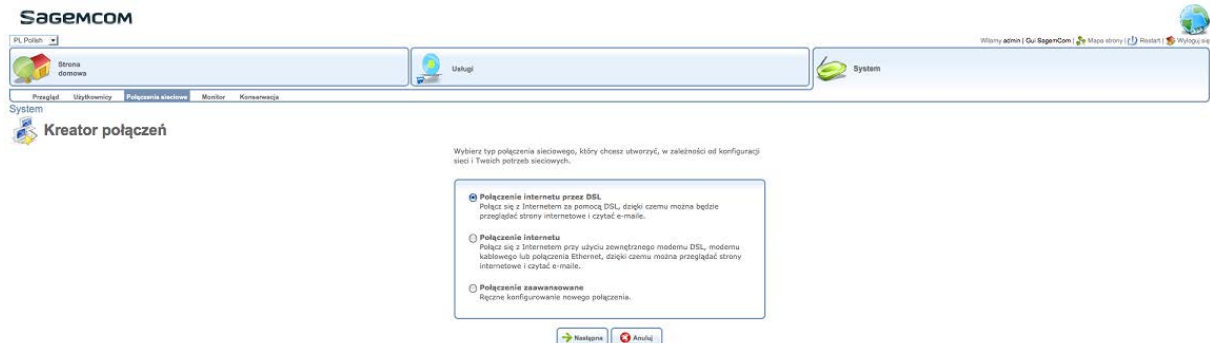 SAGEMCOM
PL Polish
Witamy admin | Gui SagemCom | Mapa strony | Restart | Wyloguj się
Strona
domowa
Usługi
System
Przegląd Użytkownicy Połączenia sieciowe Monitor Konserwacja
System
Kreator połączeń
Wybierz typ połączenia sieciowego, który chcesz utworzyć, w zależności od konfiguracji
sieci i Twoich potrzeb sieciowych.
Połączenie internetu przez DSL
Połącz się z Internetem za pomocą DSL, dzięki czemu można będzie
przeglądać strony internetowe i czytać e-maile.
Połączenie internetu
Połącz się z Internetem przy użyciu zewnętrznego modemu DSL, modemu
kablowego lub połączenia Ethernet, dzięki czemu można przeglądać strony
internetowe i czytać e-maile.
Połączenie zaawansowane
Ręczne konfigurowanie nowego połączenia.
Następna Anuluj